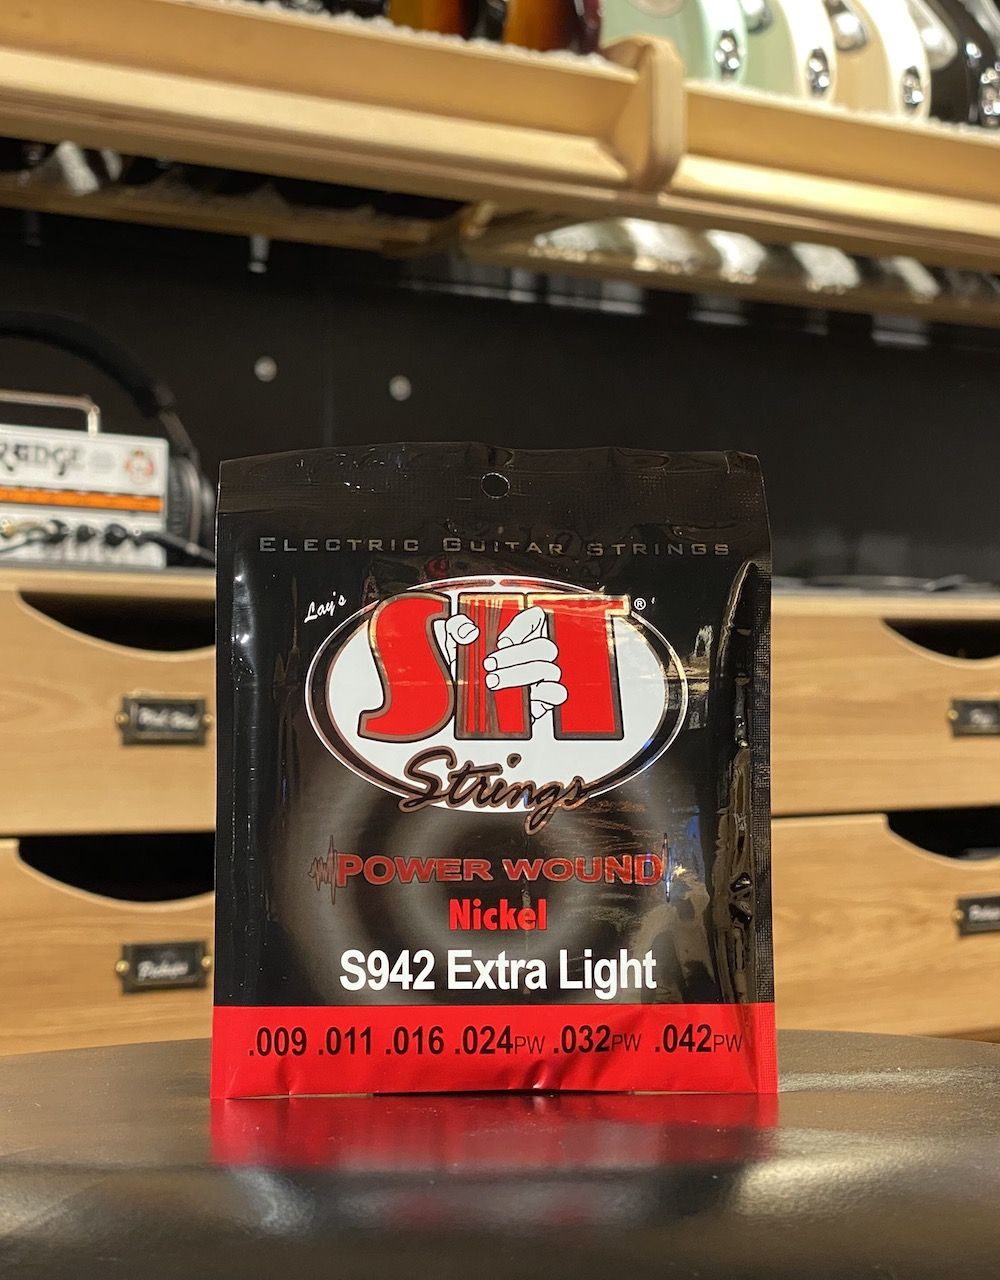 ELECTRIC GUITAR STRINGS
Lay's
SIT®
Strings
POWER WOUND
Nickel
S942 Extra Light
.009 .011 .016 .024PW .032PW .042PW